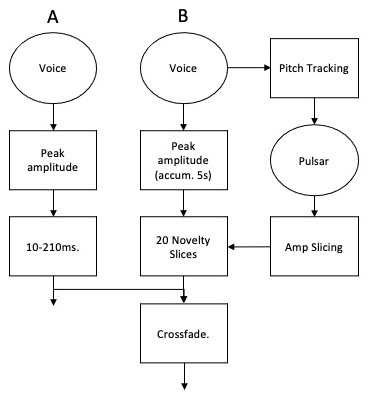 A
B
Voice
Voice
Pitch Tracking
Peak
amplitude
Peak
amplitude
(accum. 5s)
Pulsar
10-210ms.
20 Novelty
Slices
Amp Slicing
Crossfade.